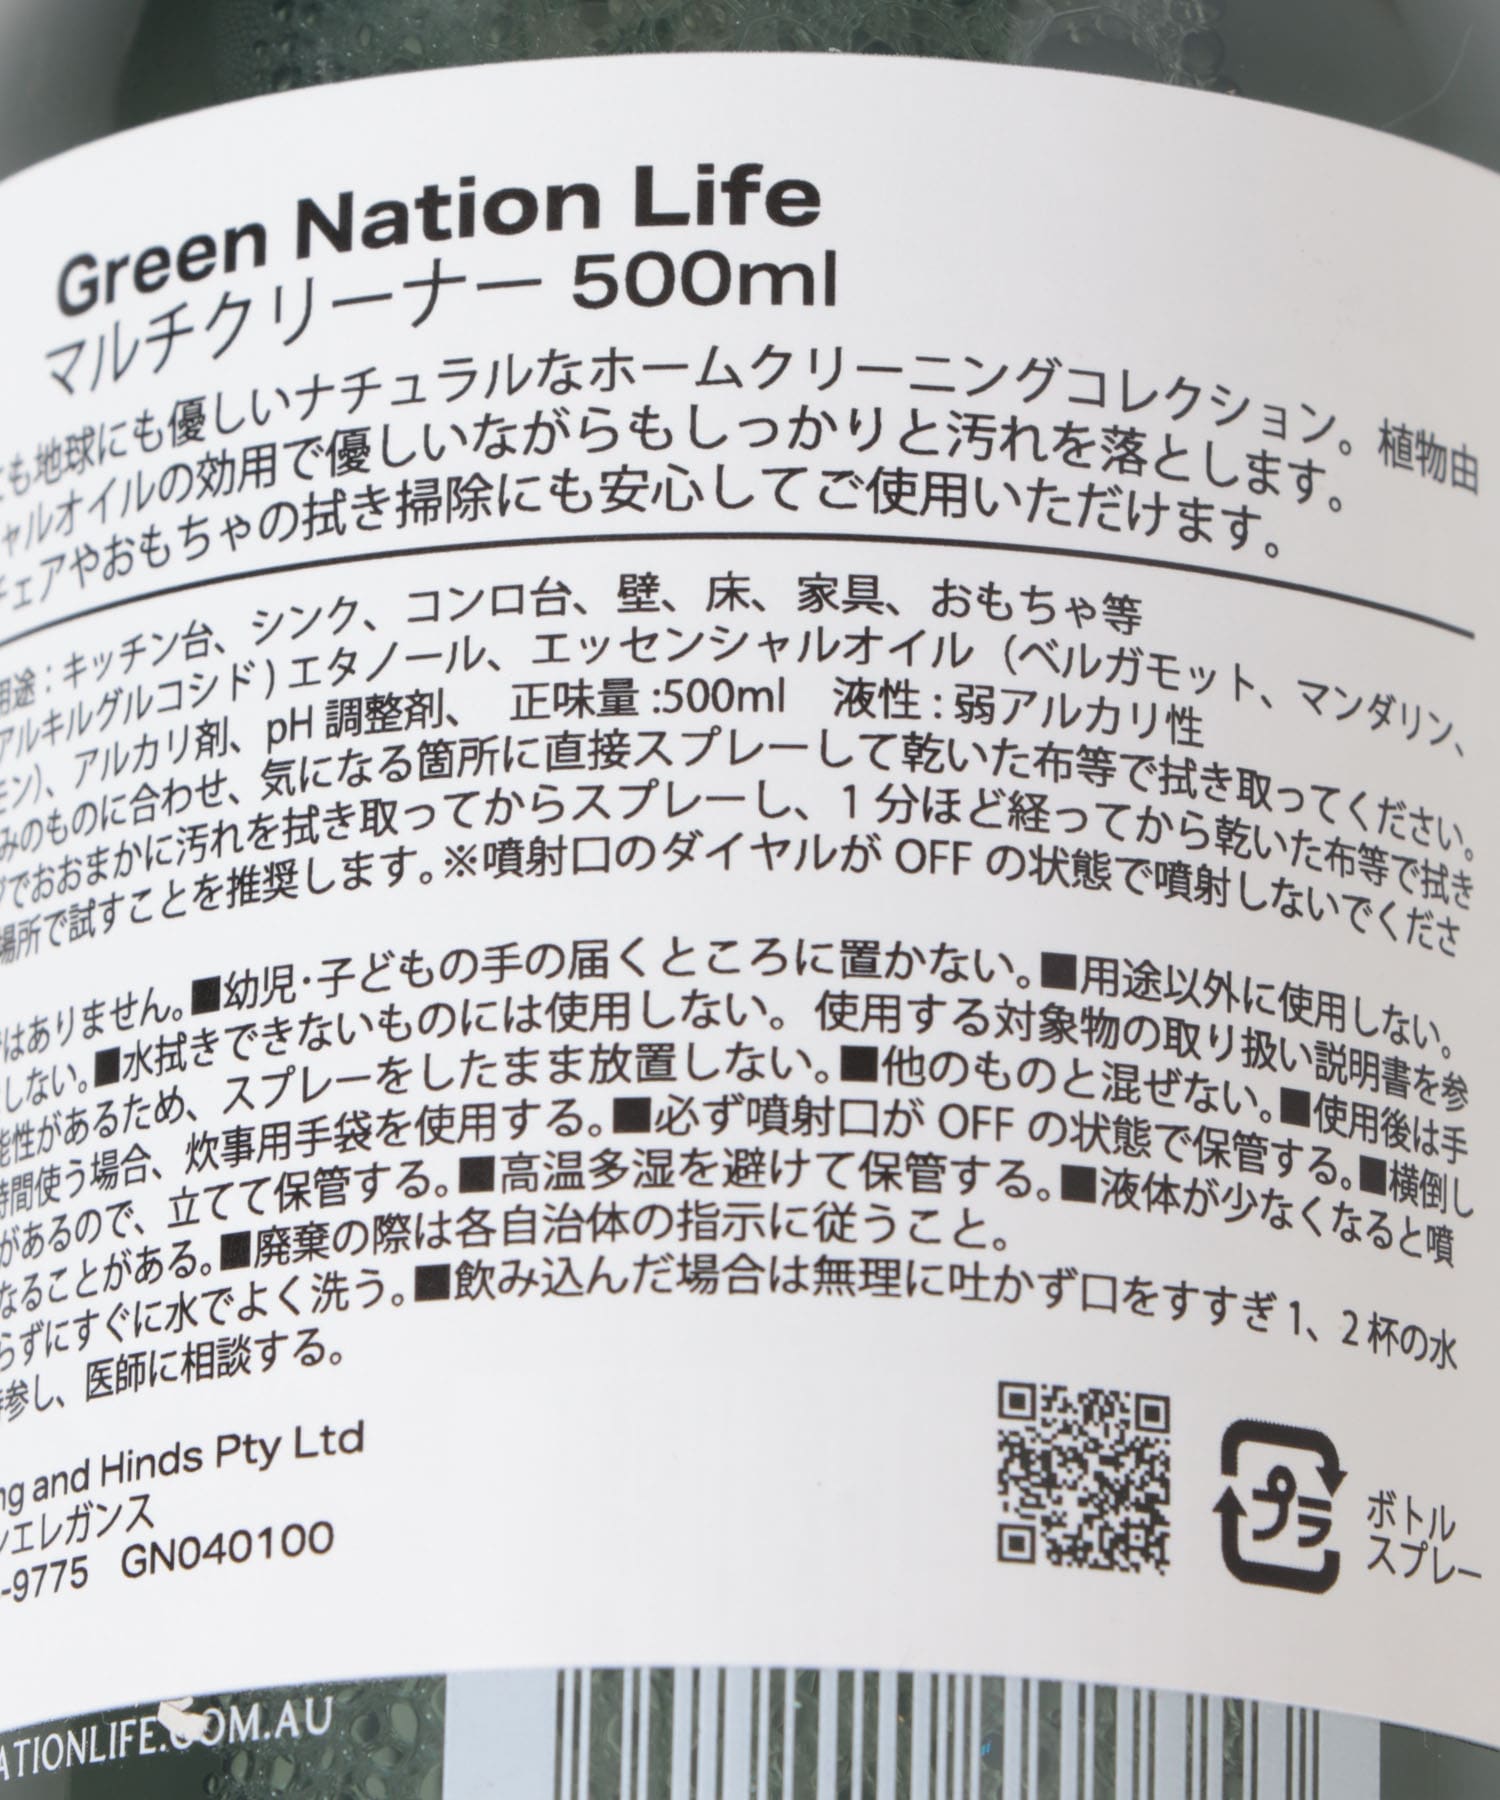 Green Nation Life
マルチクリーナー 500ml
も地球にも優しいナチュラルなホームクリーニングコレクション。植物由
ャルオイルの効用で優しいながらもしっかりと汚れを落とします。
チェアやおもちゃの拭き掃除にも安心してご使用いただけます。
用途：キッチン台、シンク、コンロ台、壁、床、家具、おもちゃ等
アルキルグルコシド) エタノール、エッセンシャルオイル（ベルガモット、マンダリン、
モン)、アルカリ剤、pH 調整剤、 正味量 :500ml 液性 : 弱アルカリ性
みのものに合わせ、気になる箇所に直接スプレーして乾いた布等で拭き取ってください。
でおおまかに汚れを拭き取ってからスプレーし、1 分ほど経ってから乾いた布等で拭き
場所で試すことを推奨します。※噴射口のダイヤルが OFF の状態で噴射しないでくださ
はありません。■幼児・子どもの手の届くところに置かない。■用途以外に使用しない。
しない。■水拭きできないものには使用しない。使用する対象物の取り扱い説明書を参
能性があるため、スプレーをしたまま放置しない。■他のものと混ぜない。■使用後は手
時間使う場合、炊事用手袋を使用する。■必ず噴射口が OFF の状態で保管する。■横倒し
があるので、立てて保管する。■高温多湿を避けて保管する。■液体が少なくなると噴
なることがある。■廃棄の際は各自治体の指示に従うこと。
らずにすぐに水でよく洗う。■飲み込んだ場合は無理に吐かず口をすすぎ 1、2 杯の水
持参し、医師に相談する。
ng and Hinds Pty Ltd
ンエレガンス
-9775 GN040100
プラ
ボトル
スプレー
ATIONLIFE.COM.AU